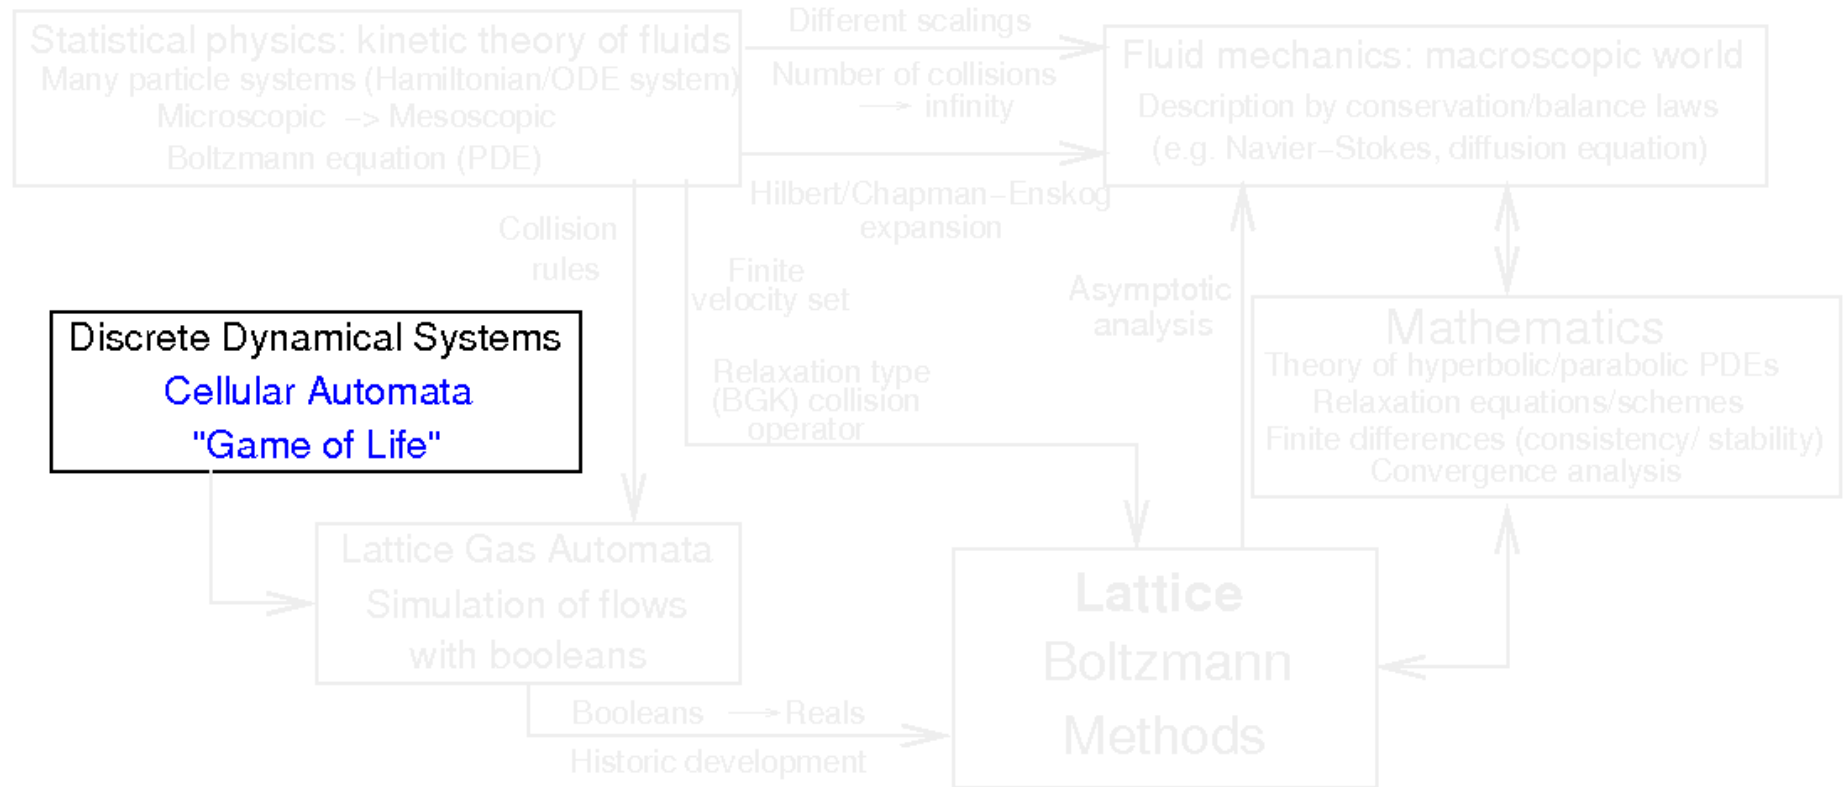 Statistical physics: kinetic theory of fluids
Many particle systems (Hamiltonian/ODE system)
Microscopic −> Mesoscopic
Boltzmann equation (PDE)
Different scalings
Number of collisions
⟶ infinity
Hilbert/Chapman−Enskog
expansion
Fluid mechanics: macroscopic world
Description by conservation/balance laws
(e.g. Navier−Stokes, diffusion equation)
Collision
rules
Finite
velocity set
Relaxation type
(BGK) collision
operator
Asymptotic
analysis
Discrete Dynamical Systems
Cellular Automata
"Game of Life"
Mathematics
Theory of hyperbolic/parabolic PDEs
Relaxation equations/schemes
Finite differences (consistency/ stability)
Convergence analysis
Lattice Gas Automata
Simulation of flows
with booleans
Booleans ⟶ Reals
Historic development
Lattice
Boltzmann
Methods